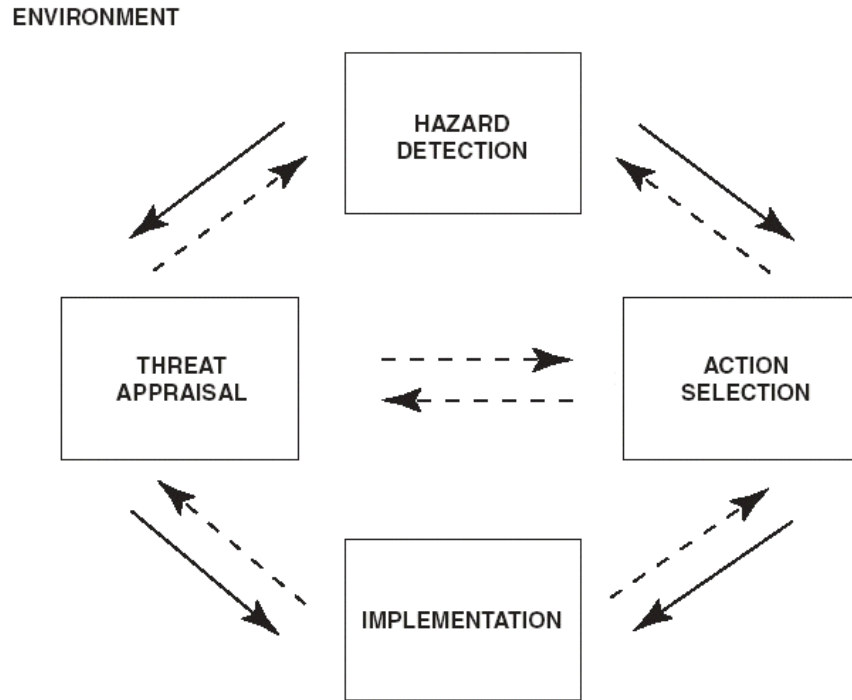 ENVIRONMENT
HAZARD
DETECTION
THREAT
APPRAISAL
ACTION
SELECTION
IMPLEMENTATION